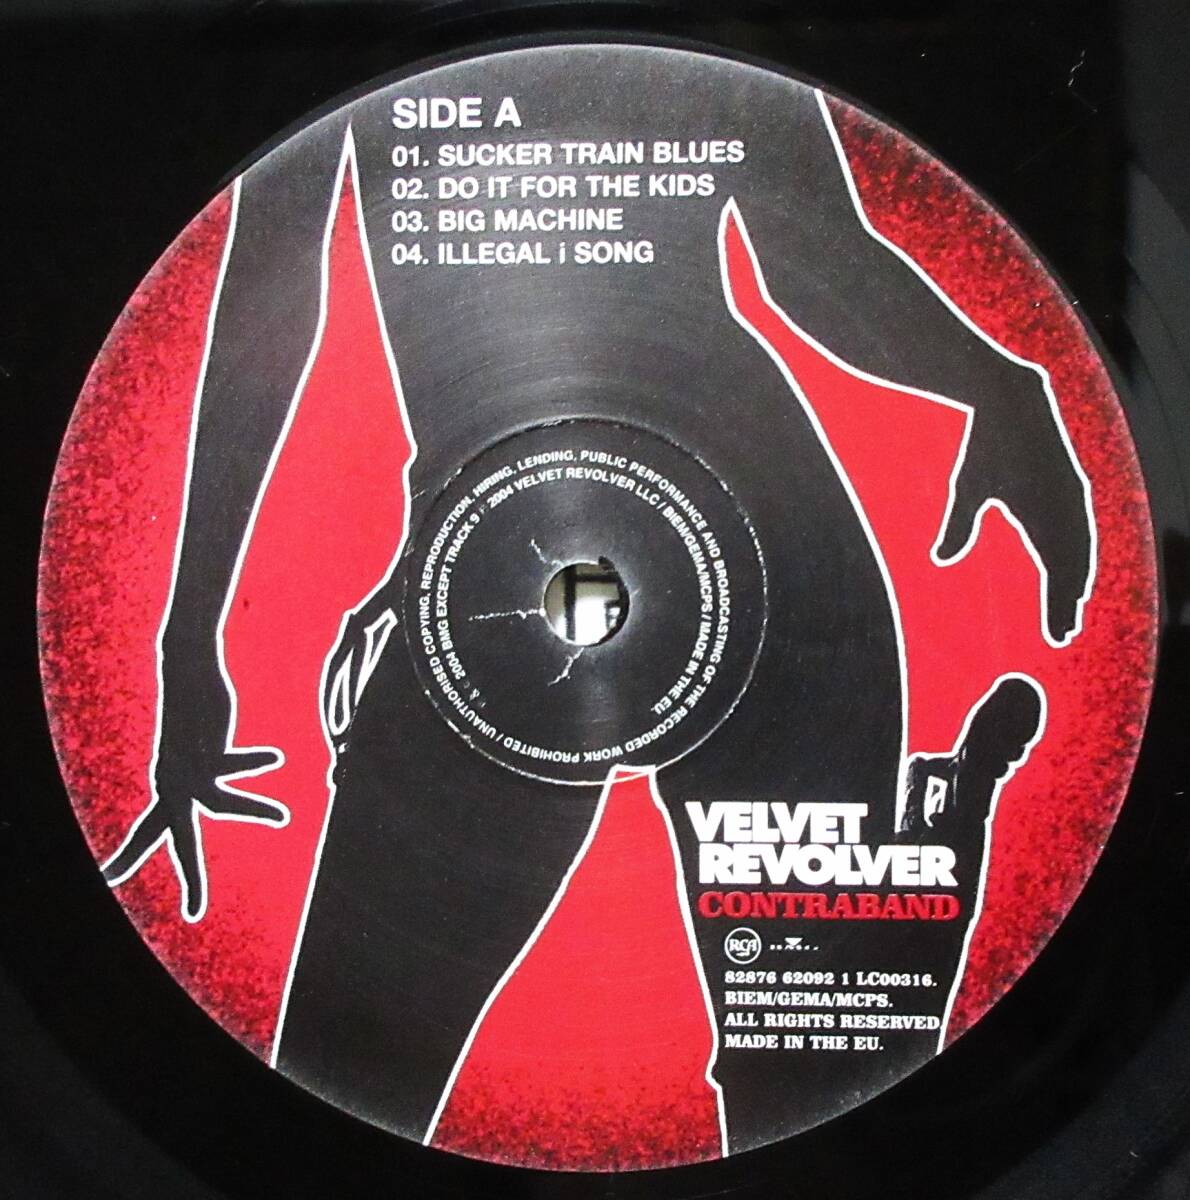 SIDE A
01. SUCKER TRAIN BLUES
02. DO IT FOR THE KIDS
03. BIG MACHINE
04. ILLEGAL i SONG
UNAUTHORISED COPYING, REPRODUCTION, HIRING, LENDING, PUBLIC PERFORMANCE AND BROADCASTING OF THE RECORDED WORK PROHIBITED /
& 2004 BMG EXCEPT TRACK 9 2004 VELVET REVOLVER LLC / BIEM/GEMA/MCPS / MADE IN THE EU.
VELVET
REVOLVER
CONTRABAND
RCA
82876 62092 1 LC00316.
BIEM/GEMA/MCPS.
ALL RIGHTS RESERVED.
MADE IN THE EU.